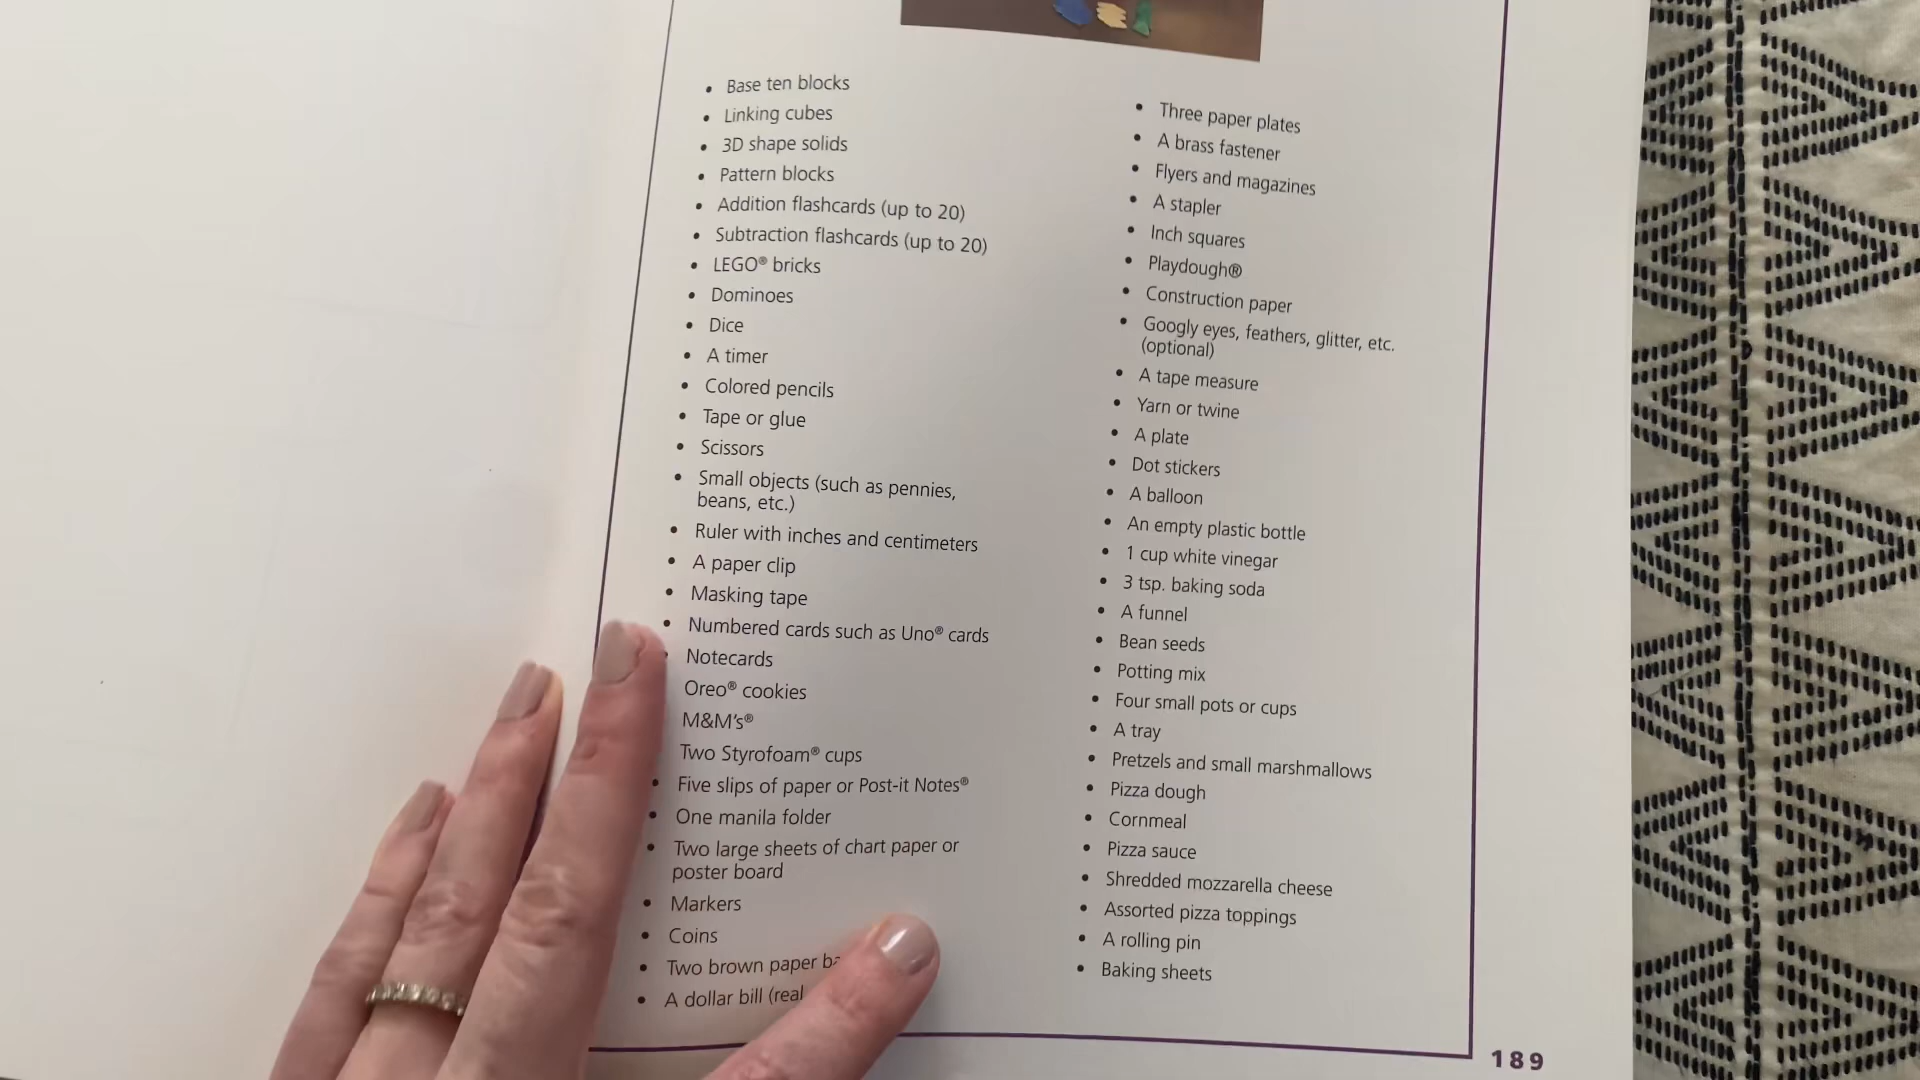 • Base ten blocks
• Linking cubes
• 3D shape solids
• Pattern blocks
• Addition flashcards (up to 20)
• Subtraction flashcards (up to 20)
• LEGO® bricks
• Dominoes
• Dice
• A timer
• Colored pencils
• Tape or glue
• Scissors
• Small objects (such as pennies,
beans, etc.)
• Ruler with inches and centimeters
• A paper clip
• Masking tape
• Numbered cards such as Uno® cards
• Notecards
Oreo® cookies
M&M's®
Two Styrofoam® cups
• Five slips of paper or Post-it Notes®
• One manila folder
• Two large sheets of chart paper or
poster board
• Markers
• Coins
• Two brown paper
• A dollar bill (real
• Three paper plates
• A brass fastener
• Flyers and magazines
• A stapler
• Inch squares
• Playdough®
• Construction paper
• Googly eyes, feathers, glitter, etc.
(optional)
• A tape measure
• Yarn or twine
• A plate
• Dot stickers
• A balloon
• An empty plastic bottle
• 1 cup white vinegar
• 3 tsp. baking soda
• A funnel
• Bean seeds
• Potting mix
• Four small pots or cups
• A tray
• Pretzels and small marshmallows
• Pizza dough
• Cornmeal
• Pizza sauce
• Shredded mozzarella cheese
• Assorted pizza toppings
• A rolling pin
• Baking sheets
189